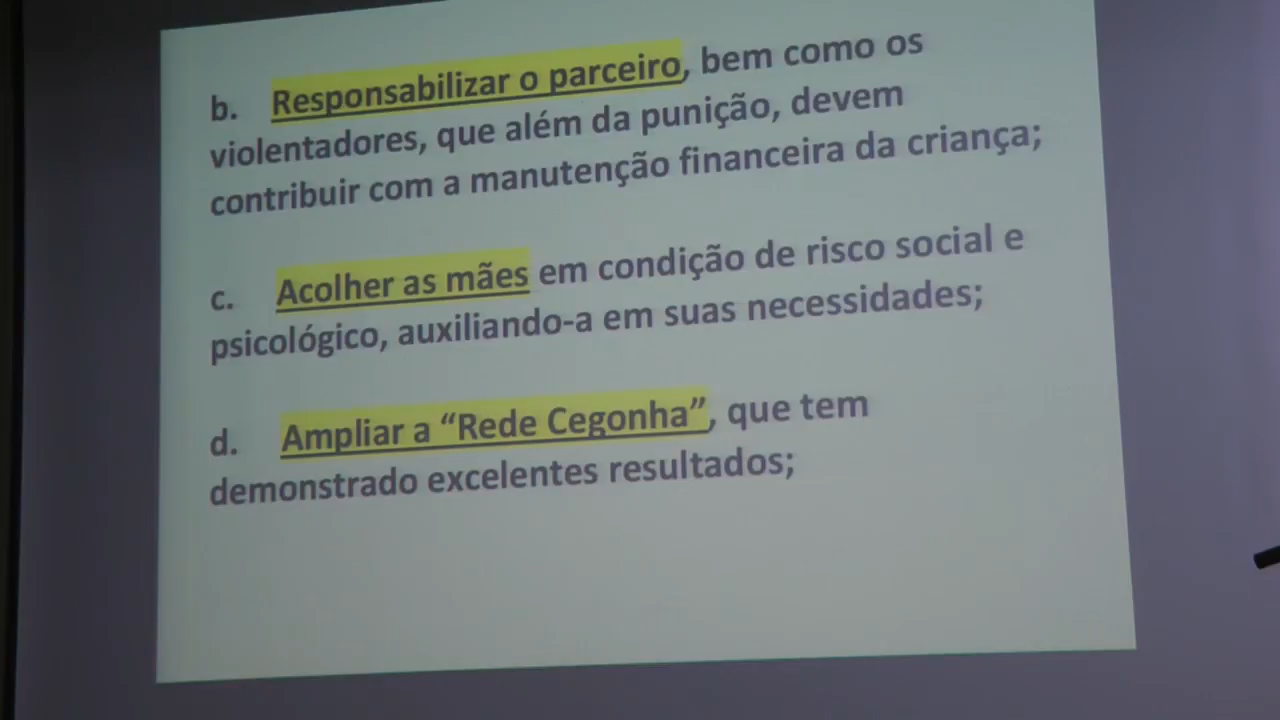 b. Responsabilizar o parceiro, bem como os
violentadores, que além da punição, devem
contribuir com a manutenção financeira da criança;
c. Acolher as mães em condição de risco social e
psicológico, auxiliando-a em suas necessidades;
d. Ampliar a “Rede Cegonha”, que tem
demonstrado excelentes resultados;